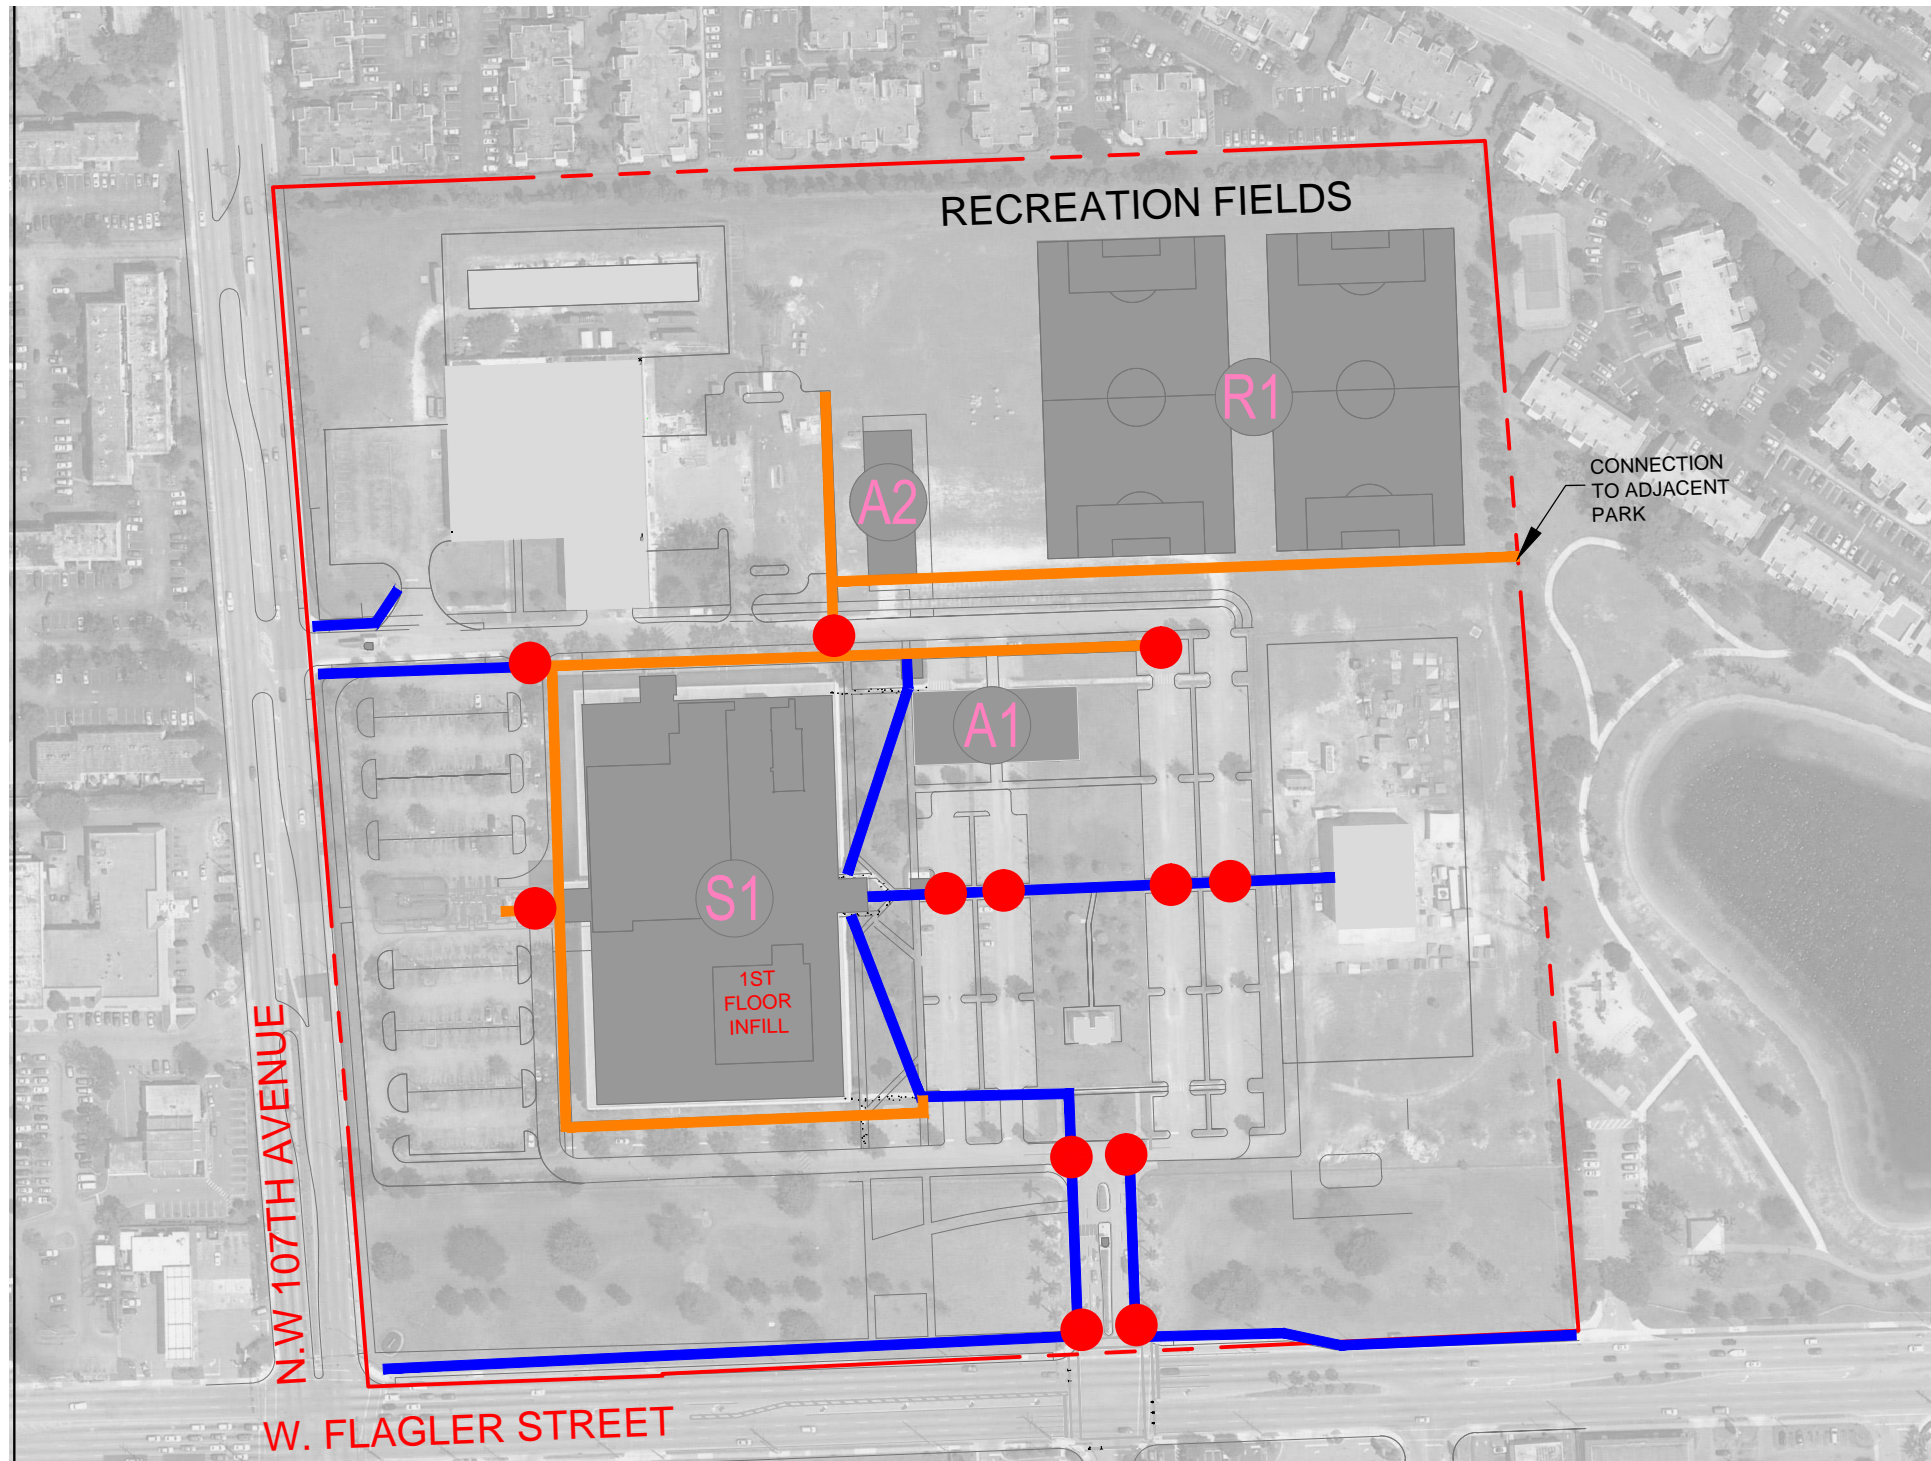 RECREATION FIELDS
R1
CONNECTION
TO ADJACENT
PARK
A2
A1
S1
1ST
FLOOR
INFILL
N.W 107TH AVENUE
W. FLAGLER STREET